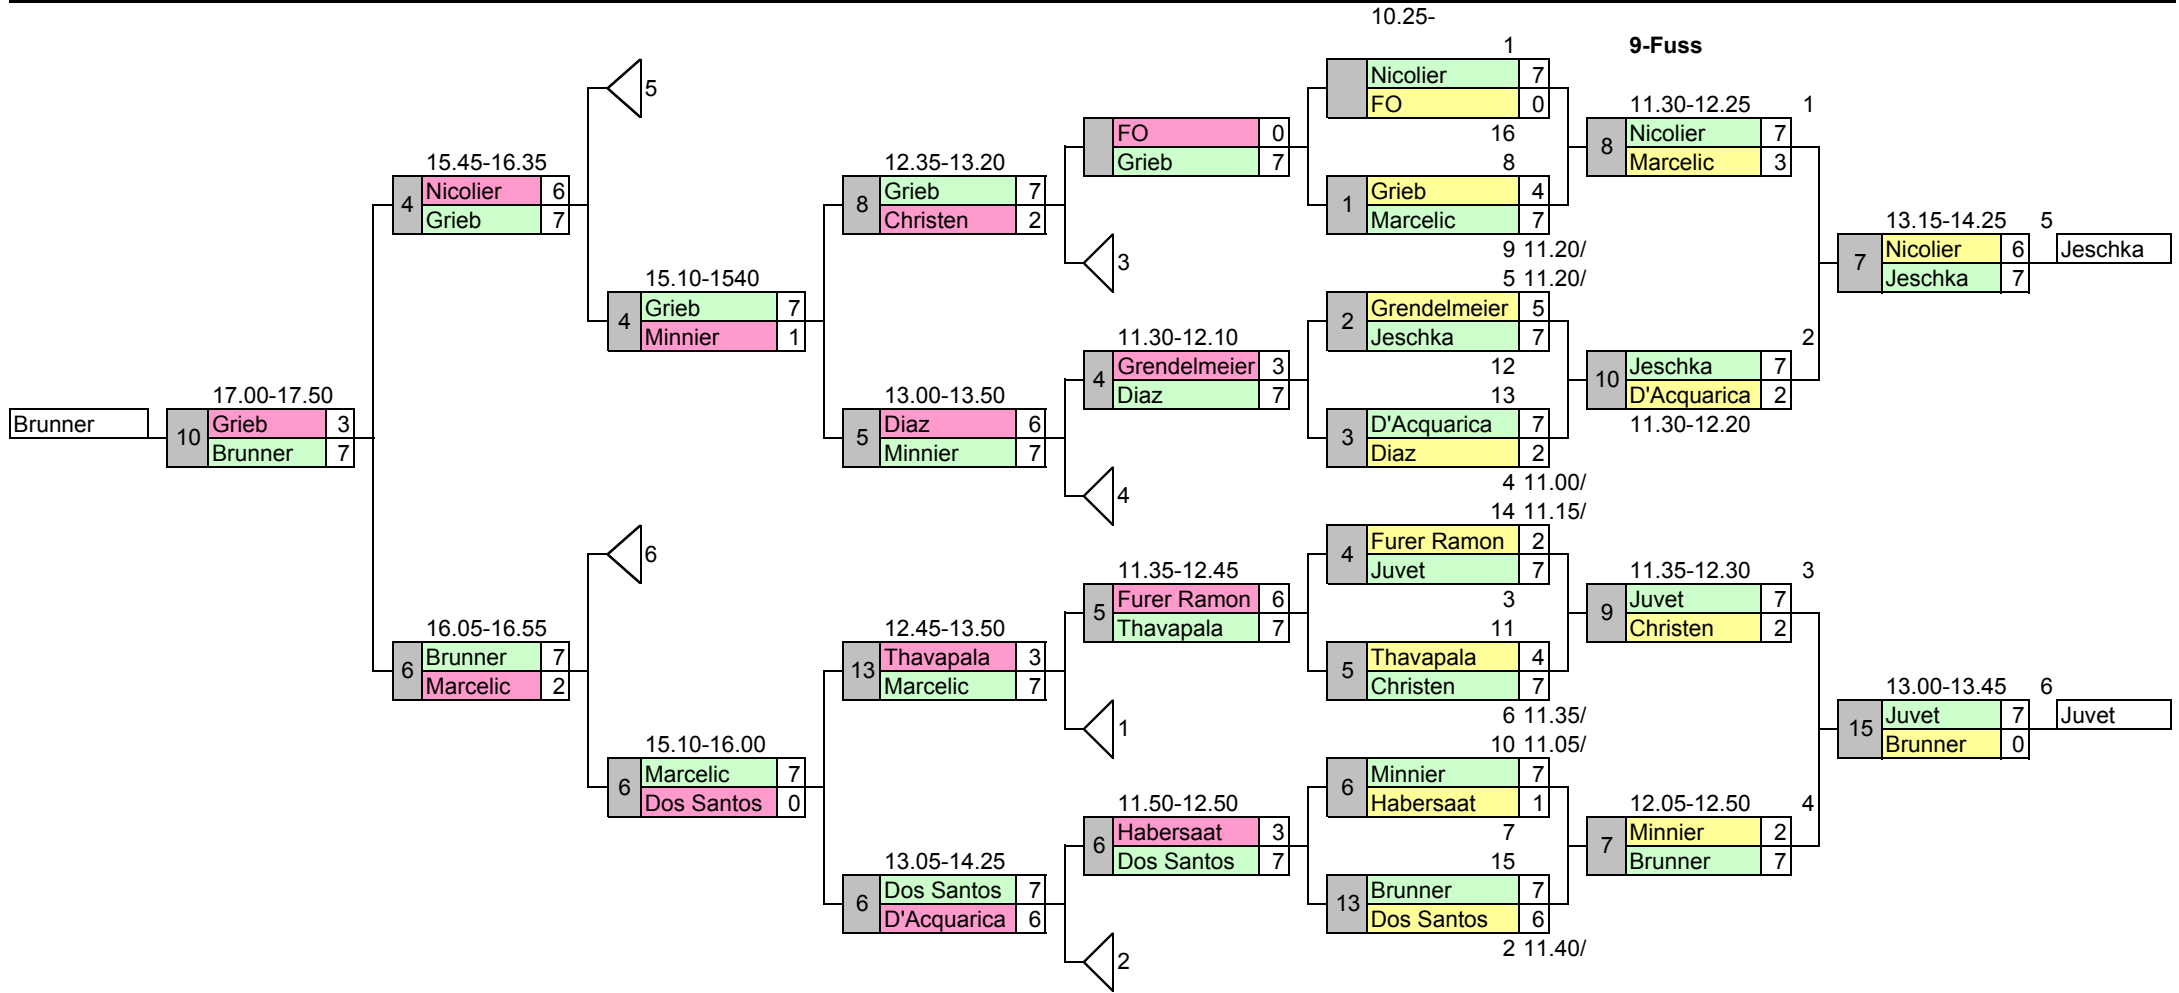 10.25-
1 9-Fuss
Nicolier 7
5
FO 0 11.30-12.25 1
FO 0 16 8 Nicolier 7
15.45-16.35 12.35-13.20 Grieb 7 8 Marcelic 3
4 Nicolier 6 8 Grieb 7 1 Grieb 4
Grieb 7 Christen 2 Marcelic 7 13.15-14.25 5
9 11.20/ 7 Nicolier 6 Jeschka
3
15.10-1540 5 11.20/ Jeschka 7
4 Grieb 7 2 Grendelmeier 5
Minnier 1 11.30-12.10 Jeschka 7 2
4 Grendelmeier 3 12 10 Jeschka 7
17.00-17.50 13.00-13.50 Diaz 7 13 D'Acquarica 2
Brunner 10 Grieb 3 5 Diaz 6 3 D'Acquarica 7 11.30-12.20
Brunner 7 Minnier 7 Diaz 2
4 11.00/
4
14 11.15/
6
4 Furer Ramon 2
11.35-12.45 Juvet 7 11.35-12.30 3
5 Furer Ramon 6 3 9 Juvet 7
16.05-16.55 12.45-13.50 Thavapala 7 11 Christen 2
6 Brunner 7 13 Thavapala 3 5 Thavapala 4
Marcelic 2 Marcelic 7 Christen 7 13.00-13.45 6
6 11.35/ 15 Juvet 7 Juvet
1
15.10-16.00 10 11.05/ Brunner 0
6 Marcelic 7 6 Minnier 7
Dos Santos 0 11.50-12.50 Habersaat 1 12.05-12.50 4
6 Habersaat 3 7 7 Minnier 2
13.05-14.25 Dos Santos 7 15 Brunner 7
6 Dos Santos 7 13 Brunner 7
D'Acquarica 6 Dos Santos 6
2 11.40/
2